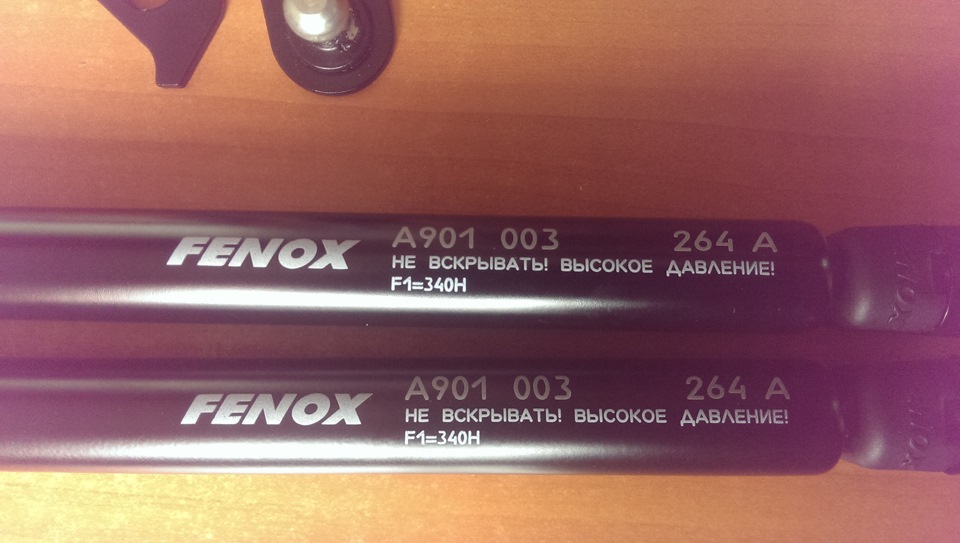 FENOX A901 003 264 A
НЕ ВСКРЫВАТЬ! ВЫСОКОЕ ДАВЛЕНИЕ!
F1=340H
FENOX A901 003 264 A
НЕ ВСКРЫВАТЬ! ВЫСОКОЕ ДАВЛЕНИЕ!
F1=340H